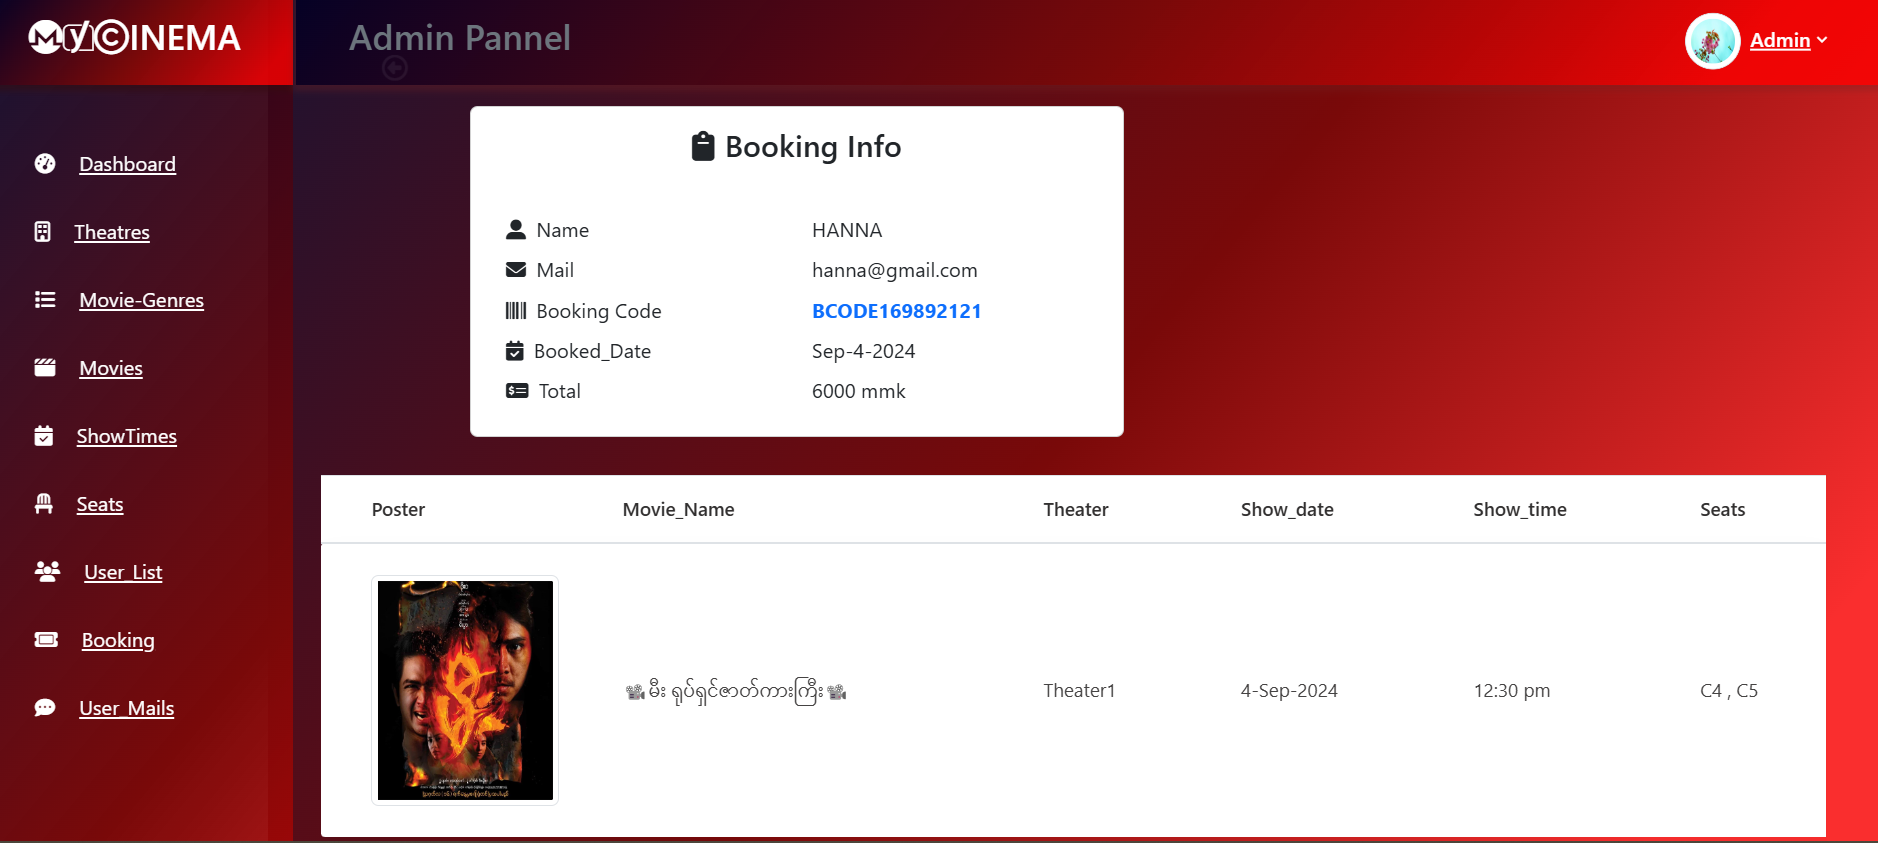 MyCINEMA
Admin Pannel
Admin
Dashboard
Theatres
Movie-Genres
Movies
ShowTimes
Seats
User_List
Booking
User_Mails
Booking Info
Name HANNA
Mail hanna@gmail.com
Booking Code BCODE169892121
Booked_Date Sep-4-2024
Total 6000 mmk
Poster Movie_Name Theater Show_date Show_time Seats
မီး
🎥မီး ရုပ်ရှင်ဇာတ်ကားကြီး🎥 Theater1 4-Sep-2024 12:30 pm C4 , C5